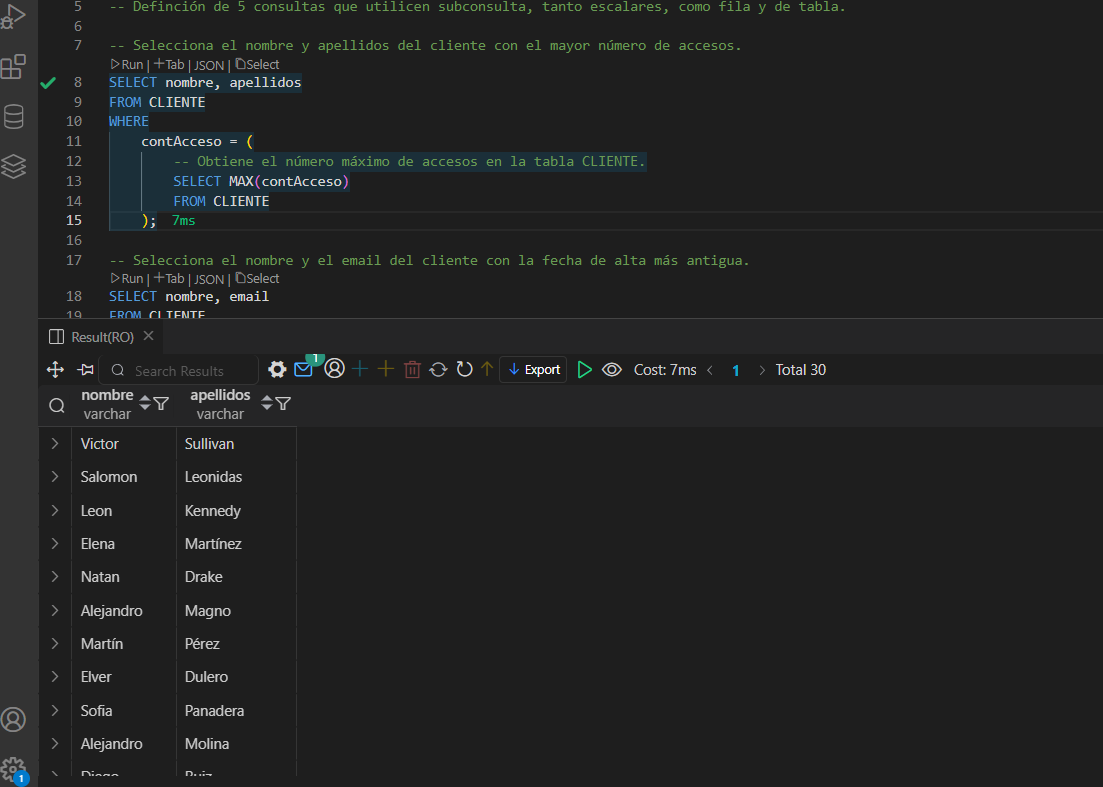 5 -- Definción de 5 consultas que utilicen subconsulta, tanto escalares, como fila y de tabla.
6
7 -- Selecciona el nombre y apellidos del cliente con el mayor número de accesos.
Run | +Tab | JSON | Select
8 SELECT nombre, apellidos
9 FROM CLIENTE
10 WHERE
11 contAcceso = (
12 -- Obtiene el número máximo de accesos en la tabla CLIENTE.
13 SELECT MAX(contAcceso)
14 FROM CLIENTE
15 ); 7ms
16
17 -- Selecciona el nombre y el email del cliente con la fecha de alta más antigua.
Run | +Tab | JSON | Select
18 SELECT nombre, email
19 FROM CLIENTE
Result(RO)
Search Results 1 Export Cost: 7ms < 1 > Total 30
nombre apellidos
varchar varchar
Victor Sullivan
Salomon Leonidas
Leon Kennedy
Elena Martínez
Natan Drake
Alejandro Magno
Martín Pérez
Elver Dulero
Sofia Panadera
Alejandro Molina
Diego Ruiz
1